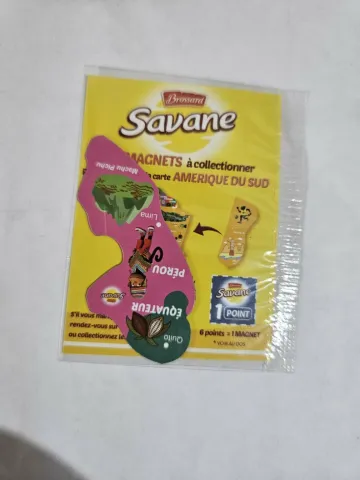 Brossard
Savane
MAGNETS à collectionner
carte AMERIQUE DU SUD
Machu Picchu
Lima
PÉROU
ÉQUATEUR
Quito
Savane
1
POINT
S'il vous
rendez-vous sur
ou collectionnez
6 points = 1 MAGNET